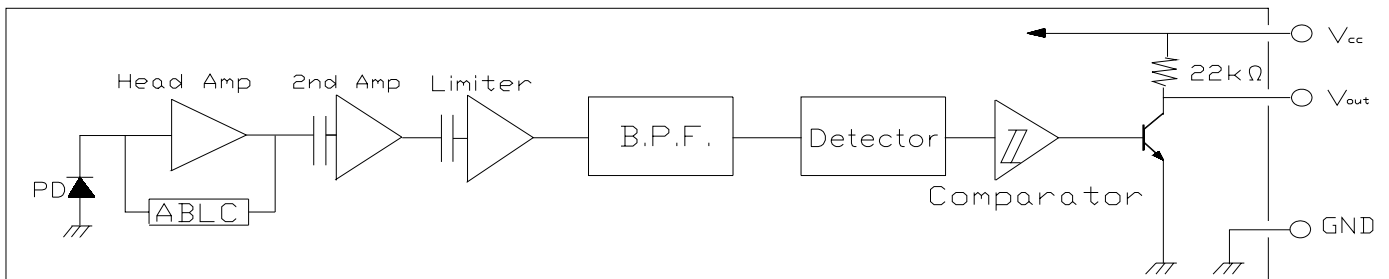 Head Amp
2nd Amp
Limiter
B.P.F.
Detector
Comparator
PD
ABLC
22kΩ
Vcc
Vout
GND